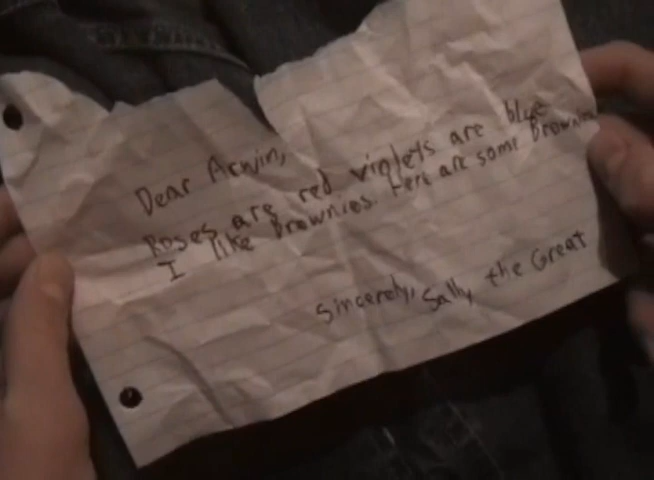 Dear Arwin,
Roses are red violets are blue
I like Brownies. Here are some Brownies
Sincerely, Sally the Great